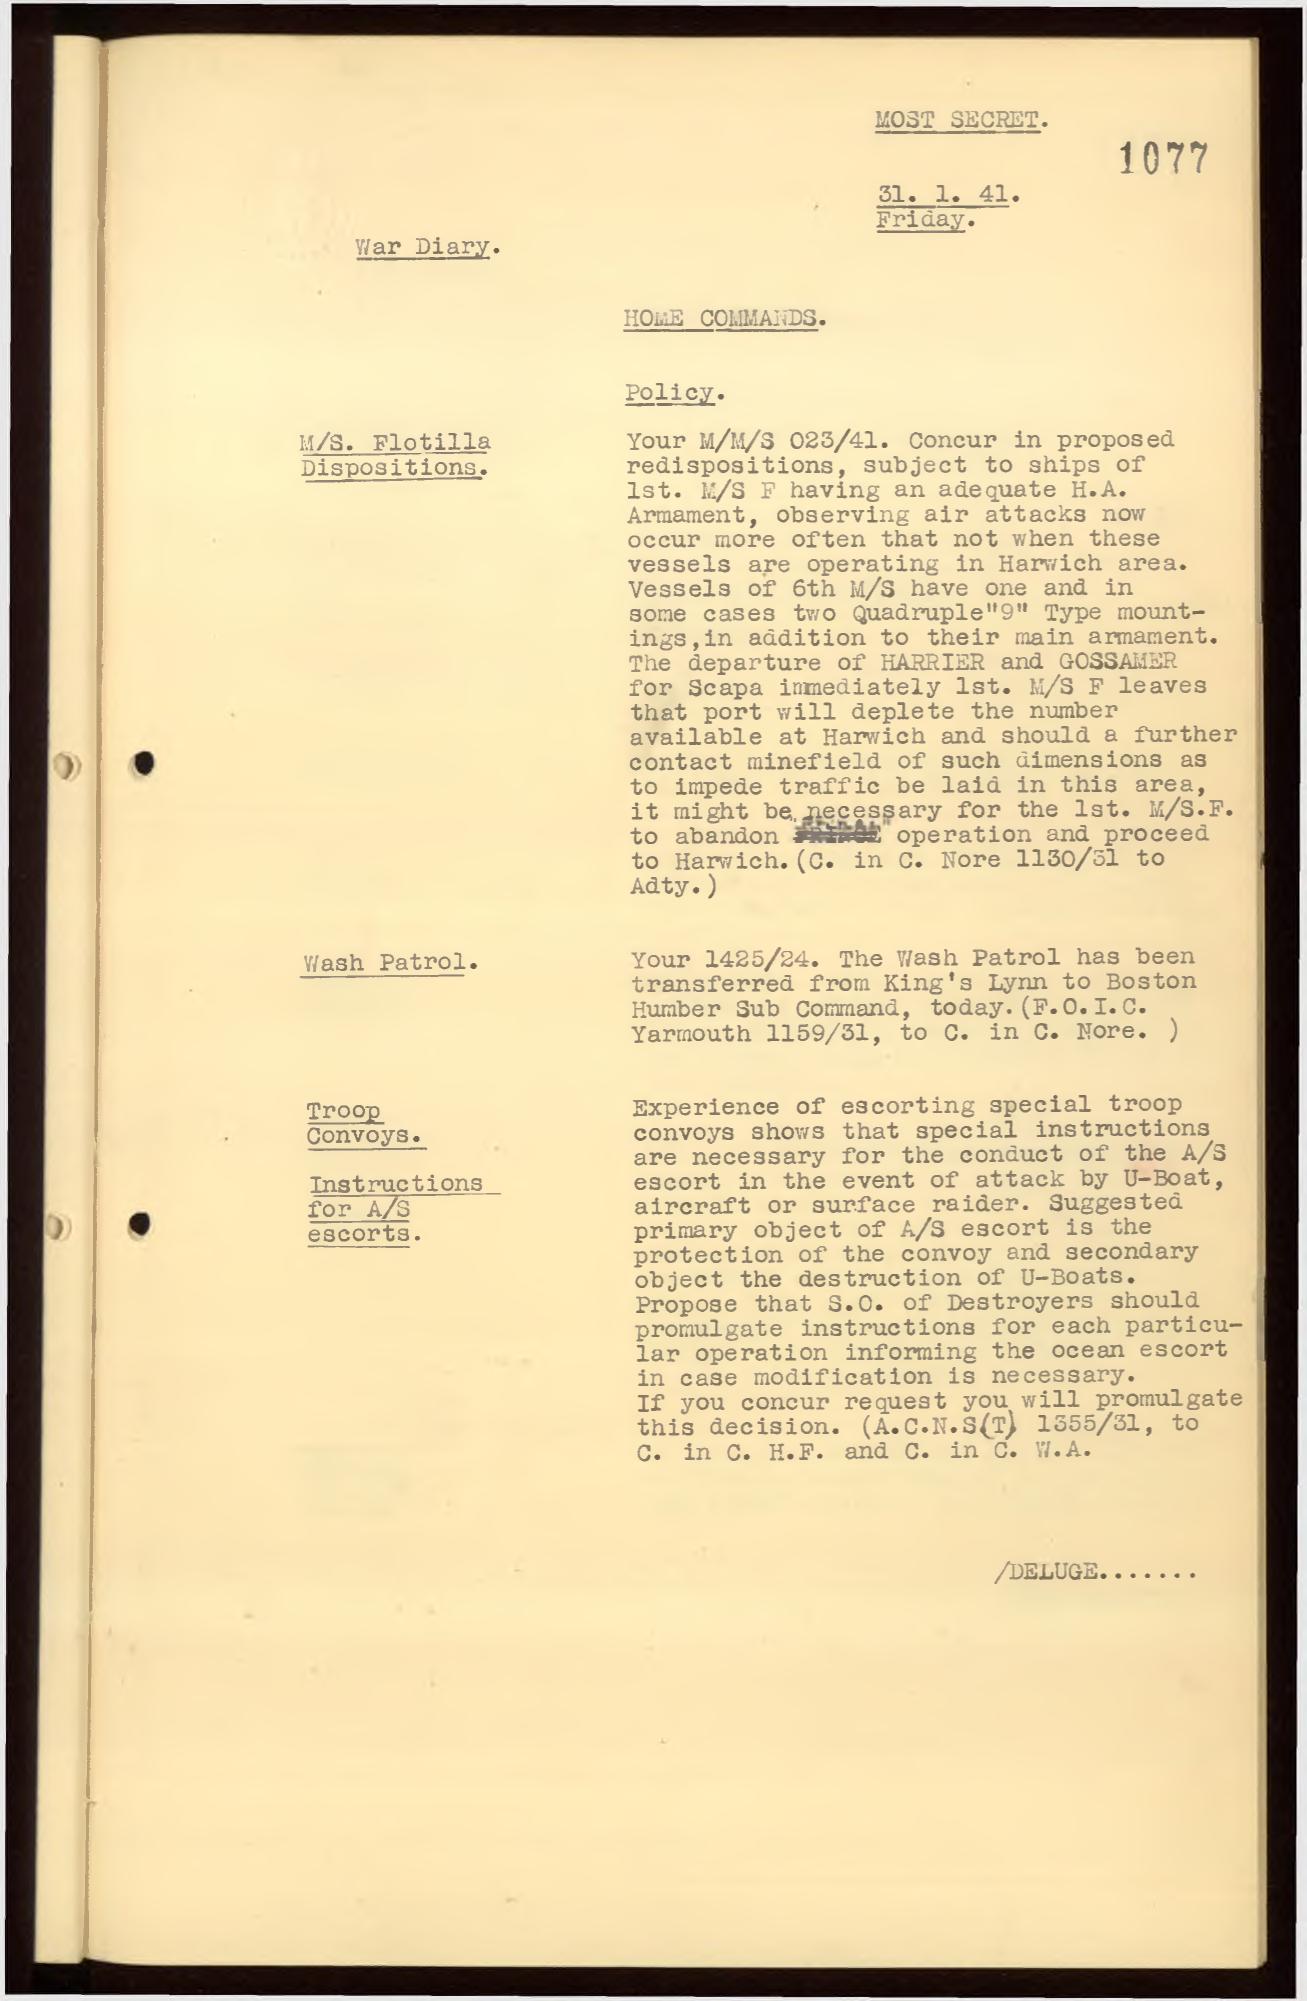 MOST SECRET.
1077
31. 1. 41.
Friday.
War Diary.
HOME COMMANDS.
Policy.
M/S. Flotilla
Dispositions.
Your M/M/S 023/41. Concur in proposed
redispositions, subject to ships of
1st. M/S F having an adequate H.A.
Armament, observing air attacks now
occur more often that not when these
vessels are operating in Harwich area.
Vessels of 6th M/S have one and in
some cases two Quadruple"9" Type mount-
ings,in addition to their main armament.
The departure of HARRIER and GOSSAMER
for Scapa immediately 1st. M/S F leaves
that port will deplete the number
available at Harwich and should a further
contact minefield of such dimensions as
to impede traffic be laid in this area,
it might be necessary for the 1st. M/S.F.
to abandon operation and proceed
to Harwich.(C. in C. Nore 1130/31 to
Adty.)
Wash Patrol.
Your 1425/24. The Wash Patrol has been
transferred from King's Lynn to Boston
Humber Sub Command, today.(F.O.I.C.
Yarmouth 1159/31, to C. in C. Nore. )
Troop
Convoys.
Instructions
for A/S
escorts.
Experience of escorting special troop
convoys shows that special instructions
are necessary for the conduct of the A/S
escort in the event of attack by U-Boat,
aircraft or surface raider. Suggested
primary object of A/S escort is the
protection of the convoy and secondary
object the destruction of U-Boats.
Propose that S.O. of Destroyers should
promulgate instructions for each particu-
lar operation informing the ocean escort
in case modification is necessary.
If you concur request you will promulgate
this decision. (A.C.N.S(T) 1355/31, to
C. in C. H.F. and C. in C. W.A.
/DELUGE.......